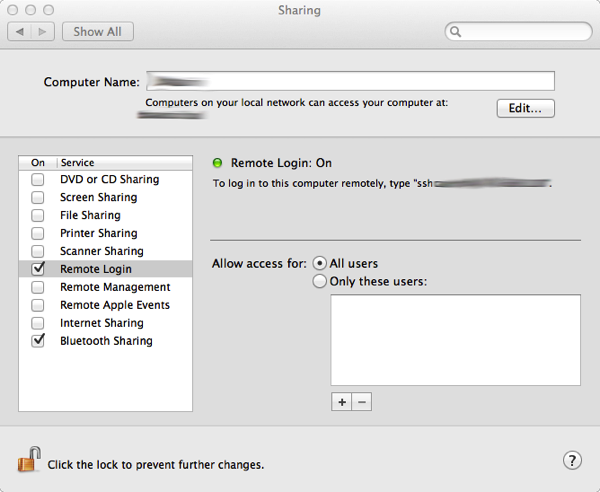 Sharing
Show All
Computer Name:
Computers on your local network can access your computer at:
Edit...
On Service
DVD or CD Sharing
Screen Sharing
File Sharing
Printer Sharing
Scanner Sharing
Remote Login
Remote Management
Remote Apple Events
Internet Sharing
Bluetooth Sharing
Remote Login: On
To log in to this computer remotely, type "ssh
Allow access for: All users
Only these users:
+ −
Click the lock to prevent further changes.
?